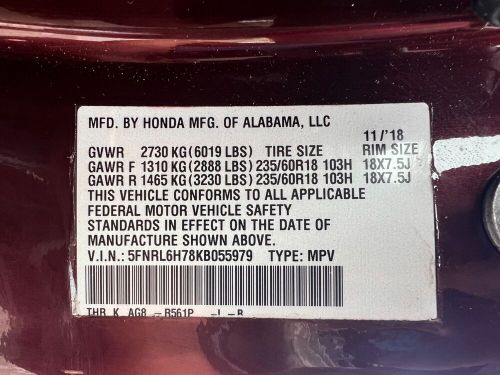 MFD. BY HONDA MFG. OF ALABAMA, LLC
11/'18
GVWR 2730 KG (6019 LBS) TIRE SIZE RIM SIZE
GAWR F 1310 KG (2888 LBS) 235/60R18 103H 18X7.5J
GAWR R 1465 KG (3230 LBS) 235/60R18 103H 18X7.5J
THIS VEHICLE CONFORMS TO ALL APPLICABLE
FEDERAL MOTOR VEHICLE SAFETY
STANDARDS IN EFFECT ON THE DATE OF
MANUFACTURE SHOWN ABOVE.
V.I.N.: 5FNRL6H78KB055979 TYPE: MPV
THR K AG8 – R561P –L – B